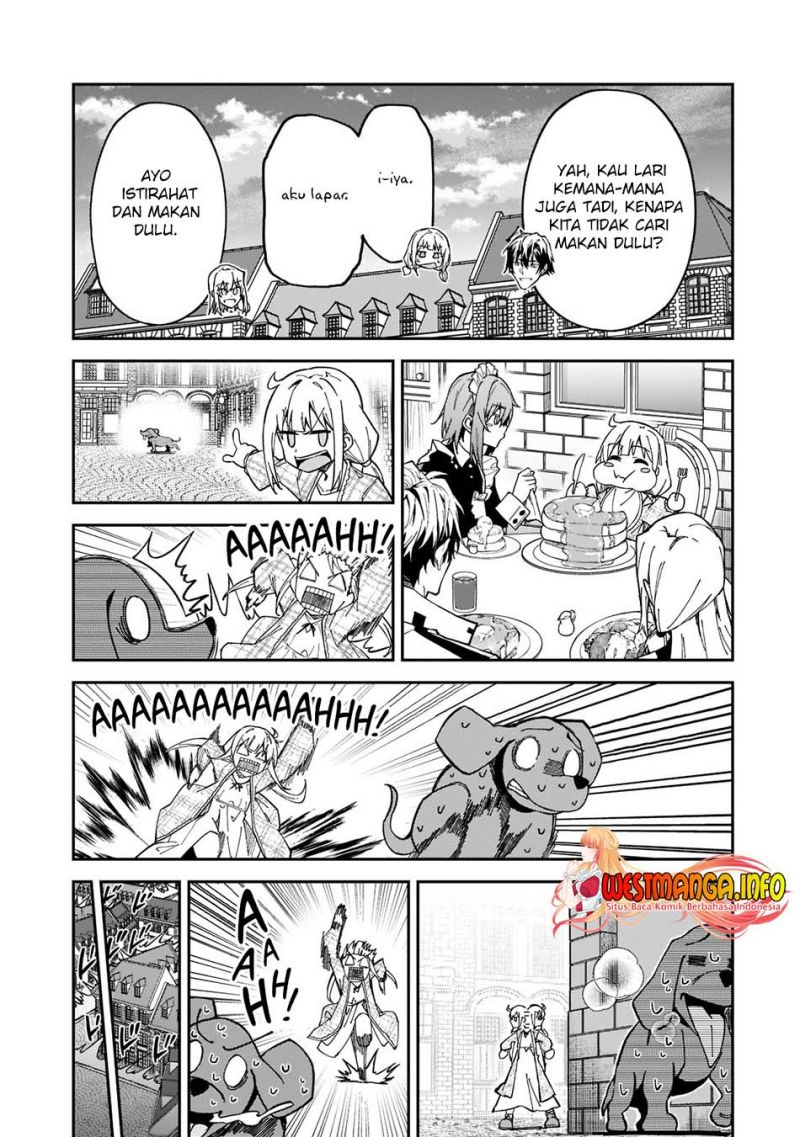 YAH, KAU LARI
KEMANA-MANA
JUGA TADI, KENAPA
KITA TIDAK CARI
MAKAN DULU?
i-iya.
aku lapar.
AYO
ISTIRAHAT
DAN MAKAN
DULU.
AAAAAHH!
AAAAAAAAAAAHHH!
AAAAH!
WESTMANGA.INFO
Situs Baca Komik Berbahasa Indonesia